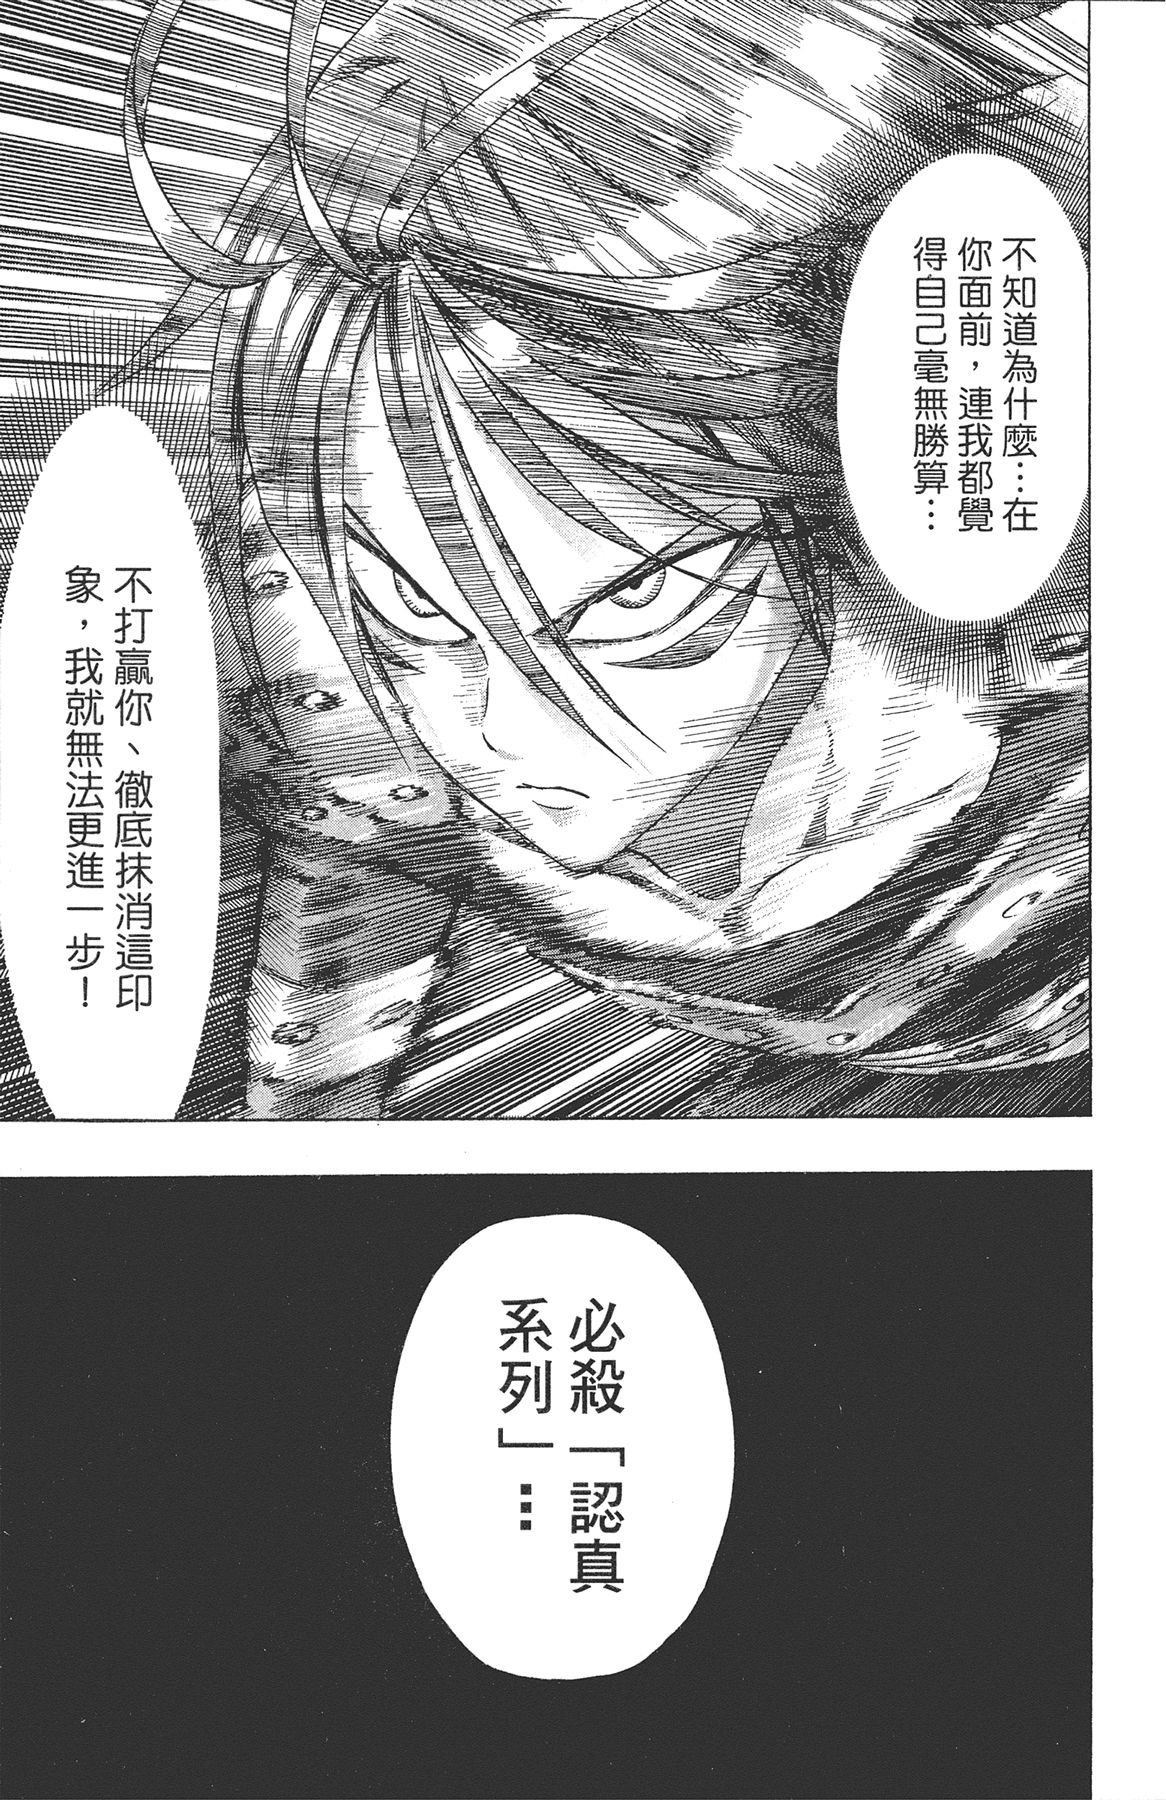 不知道為什麼…在
你面前，連我都覺
得自己毫無勝算…
不打贏你、徹底抹消這印
象，我就無法更進一步！
必殺「認真
系列」…